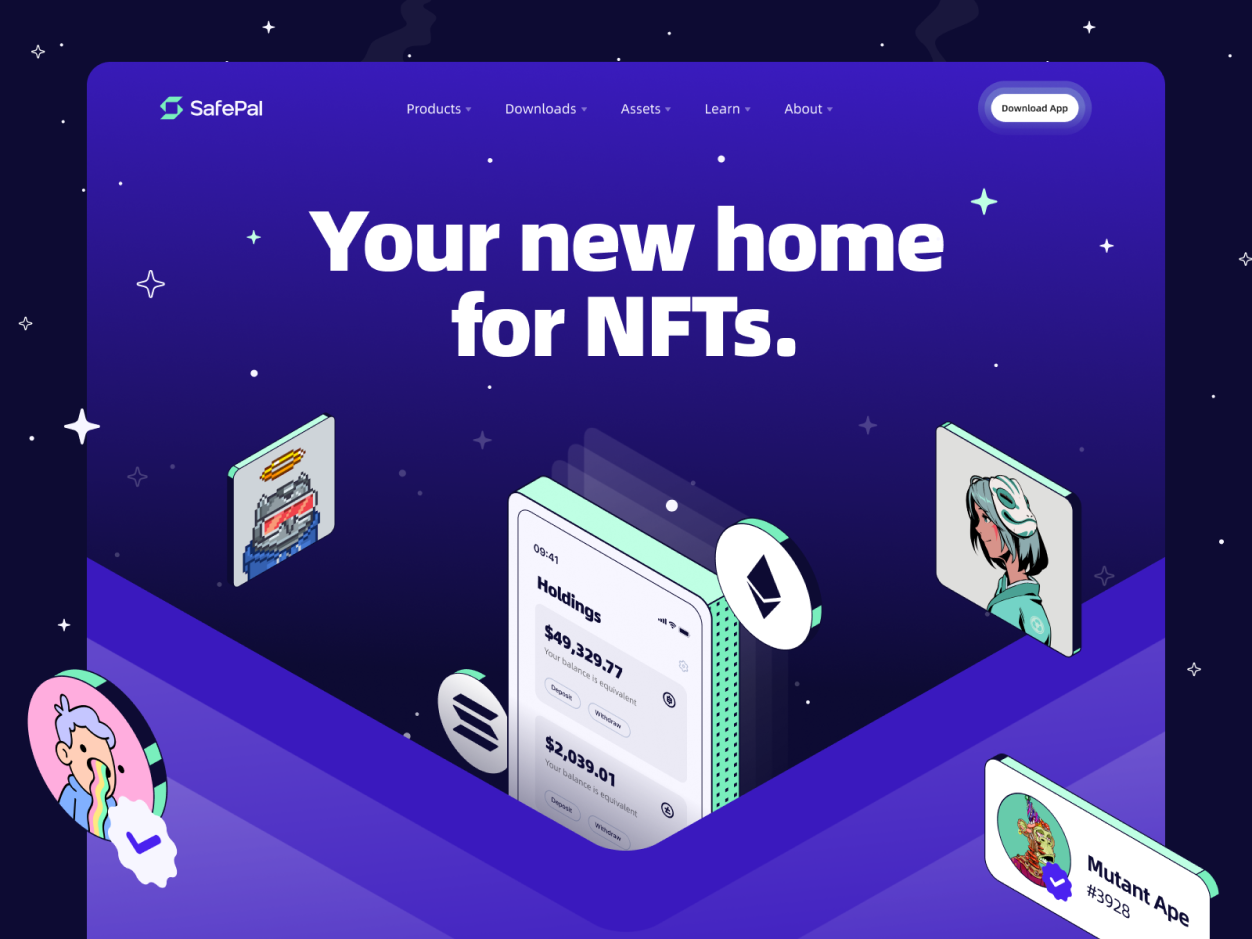 SafePal
Products
Downloads
Assets
Learn
About
Download App
Your new home
for NFTs.
09:41
Holdings
$49,329.77
Your balance is equivalent
Deposit
Withdraw
$2,039.01
Your balance is equivalent
Deposit
Withdraw
Mutant Ape
#3928